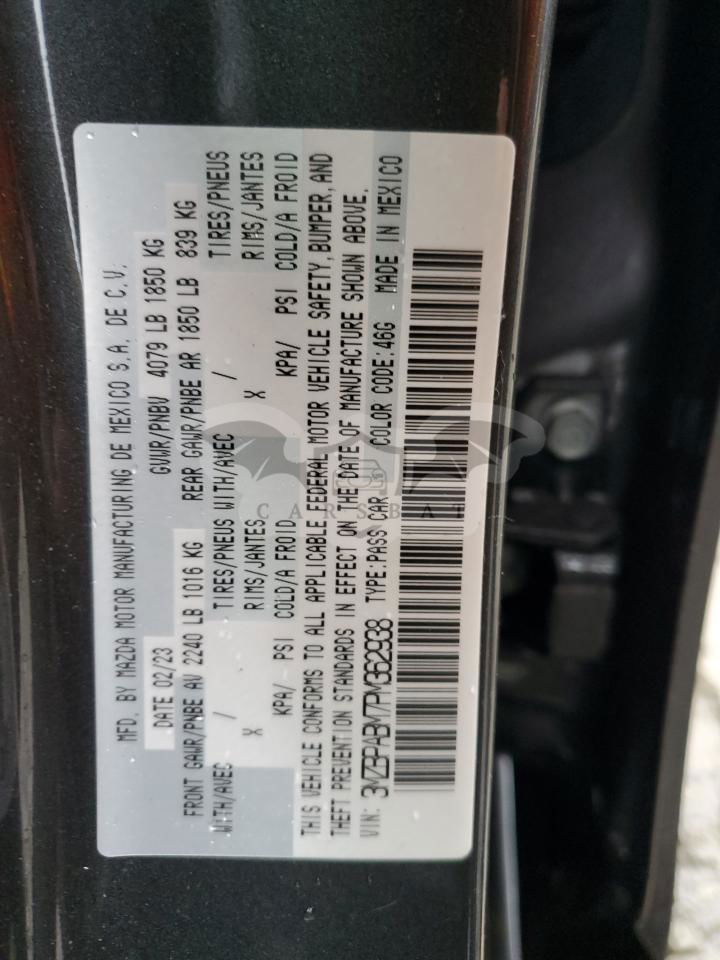 MFD. BY MAZDA MOTOR MANUFACTURING DE MEXICO S.A. DE C.V.
DATE 02/23 GVWR/PNBV 4079 LB 1850 KG
FRONT GAWR/PNBE AV 2240 LB 1016 KG REAR GAWR/PNBE AR 1850 LB 839 KG
WITH/AVEC / TIRES/PNEUS WITH/AVEC / TIRES/PNEUS
X RIMS/JANTES X RIMS/JANTES
KPA/ PSI COLD/A FROID KPA/ PSI COLD/A FROID
THIS VEHICLE CONFORMS TO ALL APPLICABLE FEDERAL MOTOR VEHICLE SAFETY, BUMPER, AND
THEFT PREVENTION STANDARDS IN EFFECT ON THE DATE OF MANUFACTURE SHOWN ABOVE.
VIN: 3MZBPABM7PM362938 TYPE:PASS CAR COLOR CODE:46G MADE IN MEXICO
CARSBAT